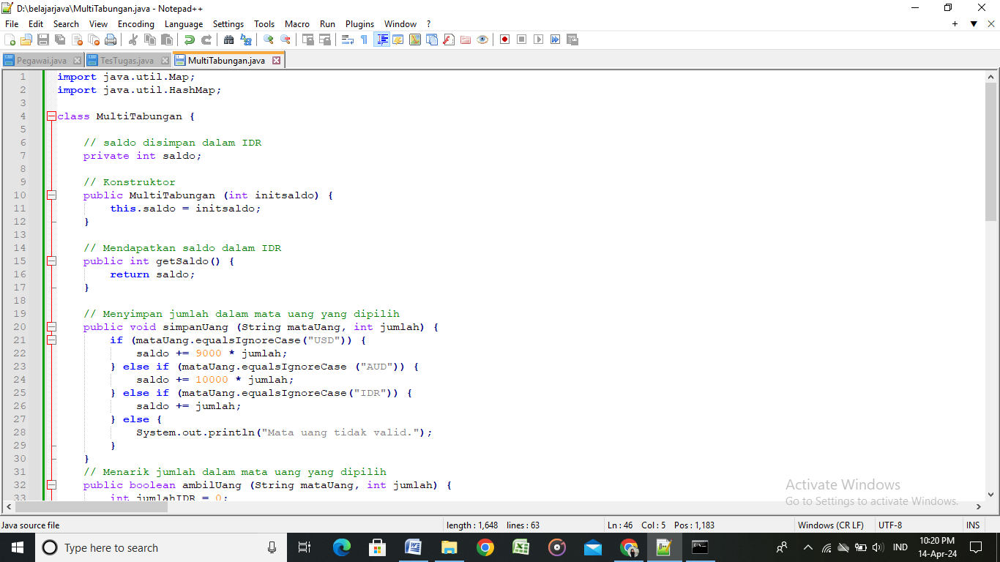 D:\belajarjava\MultiTabungan.java - Notepad++
File Edit Search View Encoding Language Settings Tools Macro Run Plugins Window ? + ▼ X
Pegawai.java TesTugas.java MultiTabungan.java
1 import java.util.Map;
2 import java.util.HashMap;
3
4 class MultiTabungan {
5
6 // saldo disimpan dalam IDR
7 private int saldo;
8
9 // Konstruktor
10 public MultiTabungan (int initsaldo) {
11 this.saldo = initsaldo;
12 }
13
14 // Mendapatkan saldo dalam IDR
15 public int getSaldo() {
16 return saldo;
17 }
18
19 // Menyimpan jumlah dalam mata uang yang dipilih
20 public void simpanUang (String mataUang, int jumlah) {
21 if (mataUang.equalsIgnoreCase("USD")) {
22 saldo += 9000 * jumlah;
23 } else if (mataUang.equalsIgnoreCase ("AUD")) {
24 saldo += 10000 * jumlah;
25 } else if (mataUang.equalsIgnoreCase("IDR")) {
26 saldo += jumlah;
27 } else {
28 System.out.println("Mata uang tidak valid.");
29 }
30 }
31 // Menarik jumlah dalam mata uang yang dipilih
32 public boolean ambilUang (String mataUang, int jumlah) {
33 int jumlahIDR = 0;
Activate Windows
Go to Settings to activate Windows.
Java source file length : 1,648 lines : 63 Ln : 46 Col : 5 Pos : 1,183 Windows (CR LF) UTF-8 INS
Type here to search IND 10:20 PM
14-Apr-24